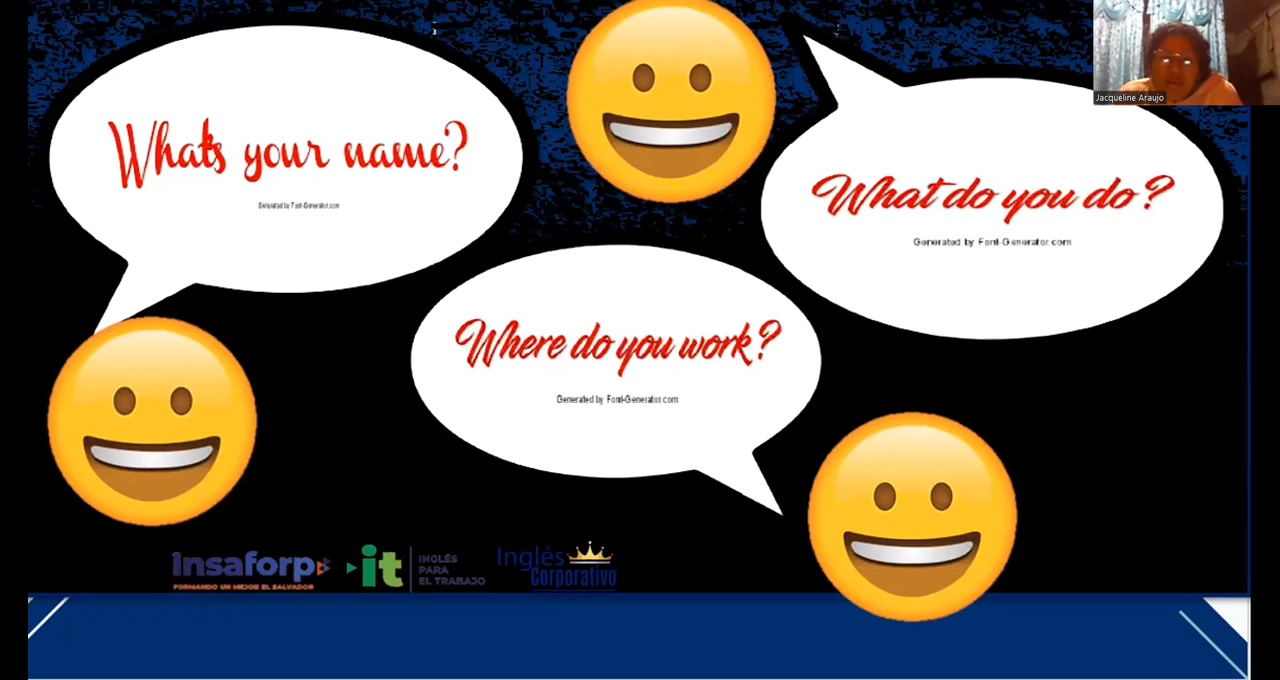 What's your name?
Generated by Font-Generator.com
What do you do?
Generated by Font-Generator.com
Where do you work?
Generated by Font-Generator.com
Jacqueline Araujo
Insaforp
FORMANDO UN MEJOR EL SALVADOR
it
INGLÉS
PARA
EL TRABAJO
Inglés
Corporativo